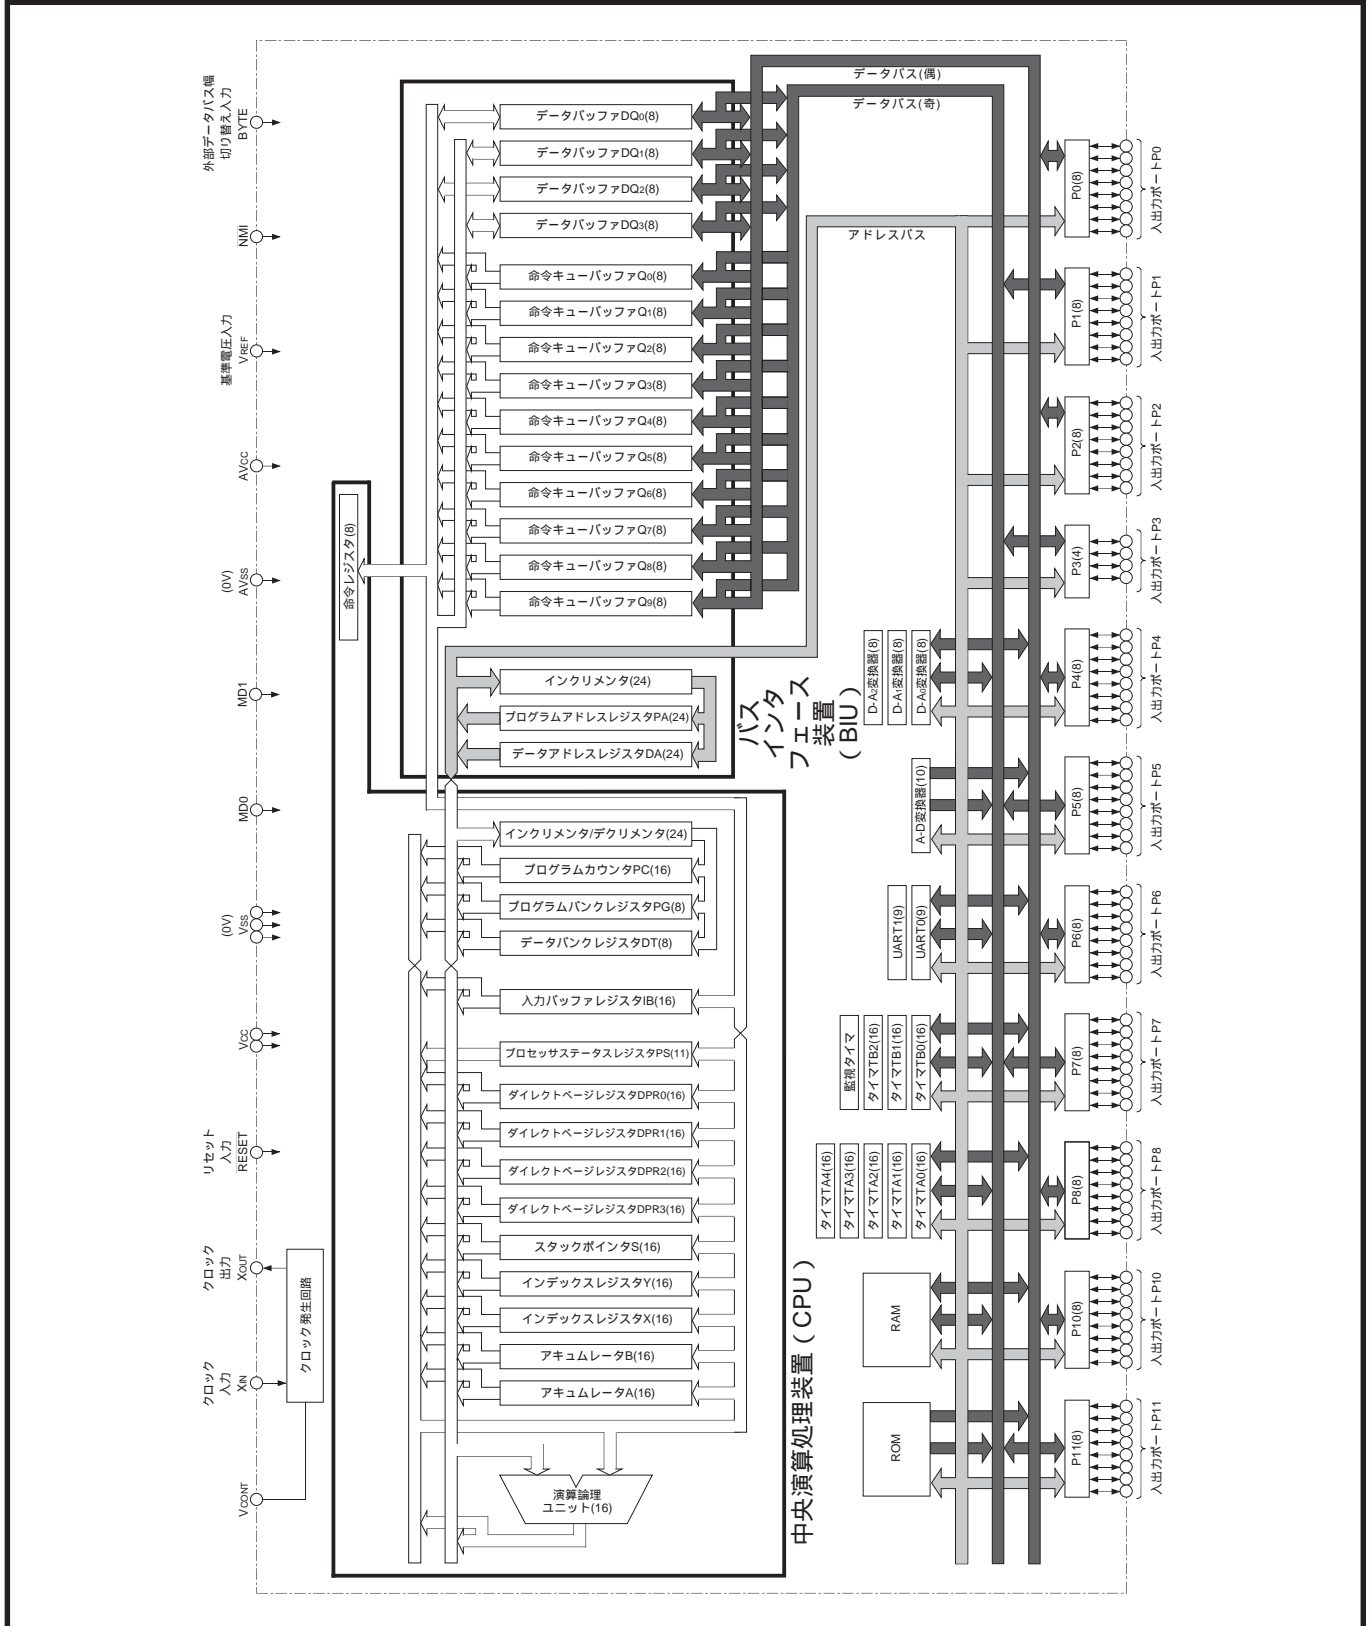 外部データバス幅
切り替え入力
BYTE
NMI
基準電圧入力
VREF
AVCC
(0V)
AVSS
MD1
MD0
(0V)
VSS
VCC
リセット
入力
RESET
クロック
出力
XOUT
クロック
入力
XIN
VCONT
クロック発生回路
命令レジスタ(8)
データバッファDQ0(8)
データバッファDQ1(8)
データバッファDQ2(8)
データバッファDQ3(8)
命令キューバッファQ0(8)
命令キューバッファQ1(8)
命令キューバッファQ2(8)
命令キューバッファQ3(8)
命令キューバッファQ4(8)
命令キューバッファQ5(8)
命令キューバッファQ6(8)
命令キューバッファQ7(8)
命令キューバッファQ8(8)
命令キューバッファQ9(8)
インクリメンタ(24)
プログラムアドレスレジスタPA(24)
データアドレスレジスタDA(24)
バス
インタ
フェース
装置
(BIU)
インクリメンタ/デクリメンタ(24)
プログラムカウンタPC(16)
プログラムバンクレジスタPG(8)
データバンクレジスタDT(8)
入力バッファレジスタIB(16)
プロセッサステータスレジスタPS(11)
ダイレクトページレジスタDPR0(16)
ダイレクトページレジスタDPR1(16)
ダイレクトページレジスタDPR2(16)
ダイレクトページレジスタDPR3(16)
スタックポインタS(16)
インデックスレジスタY(16)
インデックスレジスタX(16)
アキュムレータB(16)
アキュムレータA(16)
演算論理
ユニット(16)
中央演算処理装置(CPU)
データバス(偶)
データバス(奇)
アドレスバス
D-A2変換器(8)
D-A1変換器(8)
D-A0変換器(8)
A-D変換器(10)
UART1(9)
UART0(9)
監視タイマ
タイマTB2(16)
タイマTB1(16)
タイマTB0(16)
タイマTA4(16)
タイマTA3(16)
タイマTA2(16)
タイマTA1(16)
タイマTA0(16)
RAM
ROM
P0(8)
入出力ポートP0
P1(8)
入出力ポートP1
P2(8)
入出力ポートP2
P3(4)
入出力ポートP3
P4(8)
入出力ポートP4
P5(8)
入出力ポートP5
P6(8)
入出力ポートP6
P7(8)
入出力ポートP7
P8(8)
入出力ポートP8
P10(8)
入出力ポートP10
P11(8)
入出力ポートP11